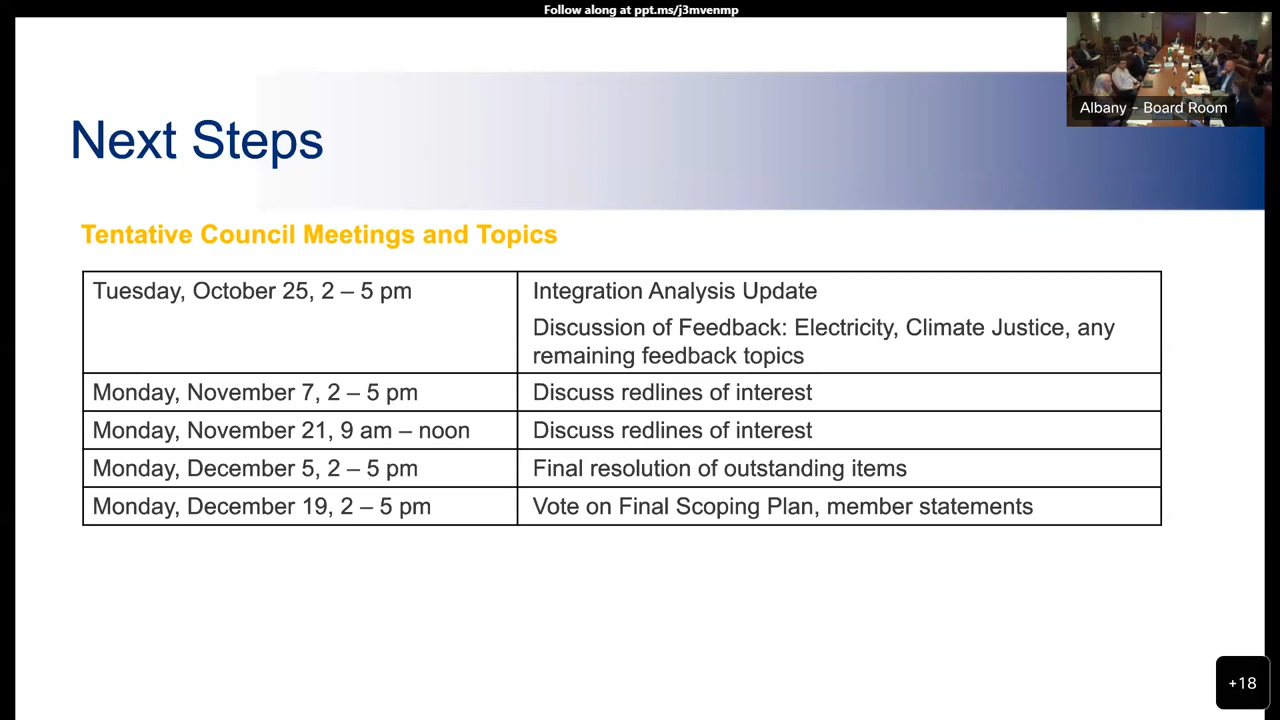 Follow along at ppt.ms/j3mvenmp
Albany - Board Room
Next Steps
Tentative Council Meetings and Topics
Tuesday, October 25, 2 – 5 pm
Integration Analysis Update
Discussion of Feedback: Electricity, Climate Justice, any
remaining feedback topics
Monday, November 7, 2 – 5 pm
Discuss redlines of interest
Monday, November 21, 9 am – noon
Discuss redlines of interest
Monday, December 5, 2 – 5 pm
Final resolution of outstanding items
Monday, December 19, 2 – 5 pm
Vote on Final Scoping Plan, member statements
+18